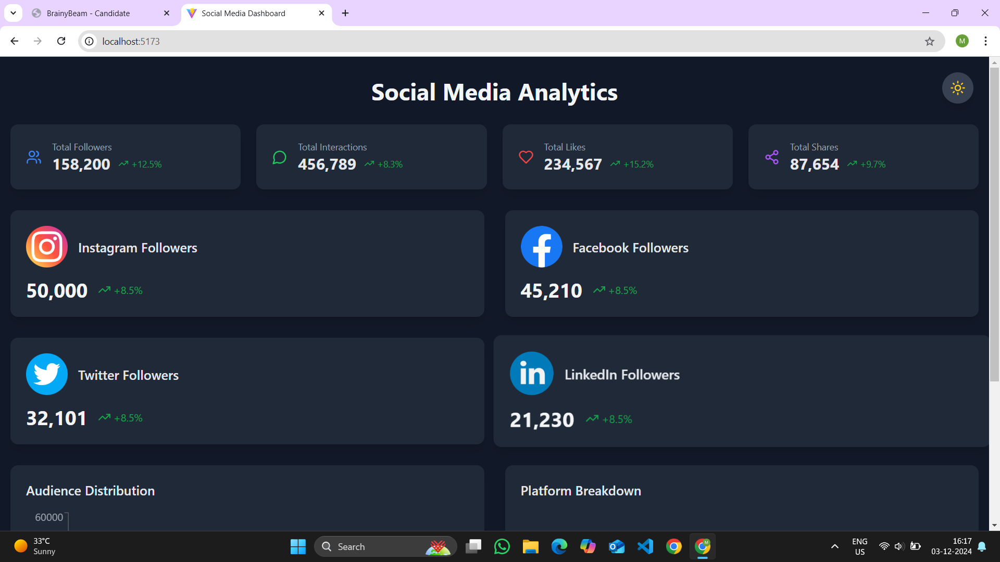 BrainyBeam - Candidate
Social Media Dashboard
localhost:5173
M
Social Media Analytics
Total Followers
158,200 +12.5%
Total Interactions
456,789 +8.3%
Total Likes
234,567 +15.2%
Total Shares
87,654 +9.7%
Instagram Followers
50,000 +8.5%
Facebook Followers
45,210 +8.5%
Twitter Followers
32,101 +8.5%
in LinkedIn Followers
21,230 +8.5%
Audience Distribution
60000
Platform Breakdown
33°C
Sunny
Search
M
ENG
US
16:17
03-12-2024